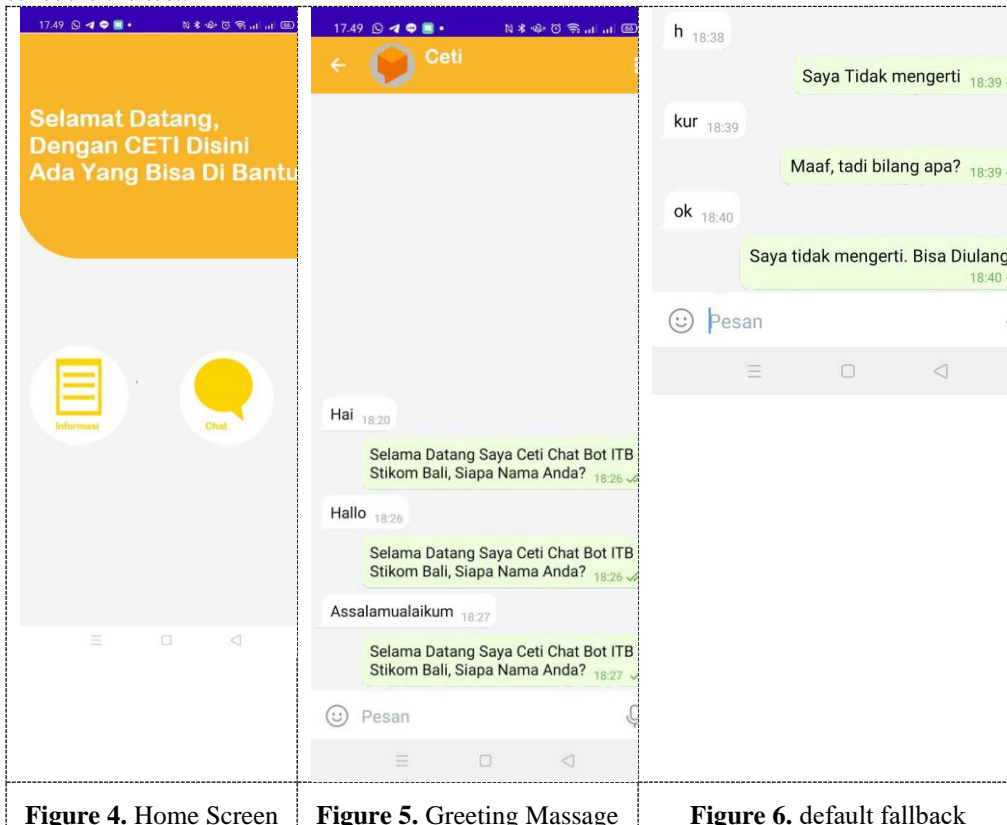 17.49
Selamat Datang,
Dengan CETI Disini
Ada Yang Bisa Di Bantu
Informasi
Chat
Figure 4. Home Screen
17.49
Ceti
Hai 18:20
Selama Datang Saya Ceti Chat Bot ITB
Stikom Bali, Siapa Nama Anda? 18:26
Hallo 18:26
Selama Datang Saya Ceti Chat Bot ITB
Stikom Bali, Siapa Nama Anda? 18:26
Assalamualaikum 18:27
Selama Datang Saya Ceti Chat Bot ITB
Stikom Bali, Siapa Nama Anda? 18:27
Pesan
Figure 5. Greeting Massage
h 18:38
Saya Tidak mengerti 18:39
kur 18:39
Maaf, tadi bilang apa? 18:39
ok 18:40
Saya tidak mengerti. Bisa Diulang
18:40
Pesan
Figure 6. default fallback